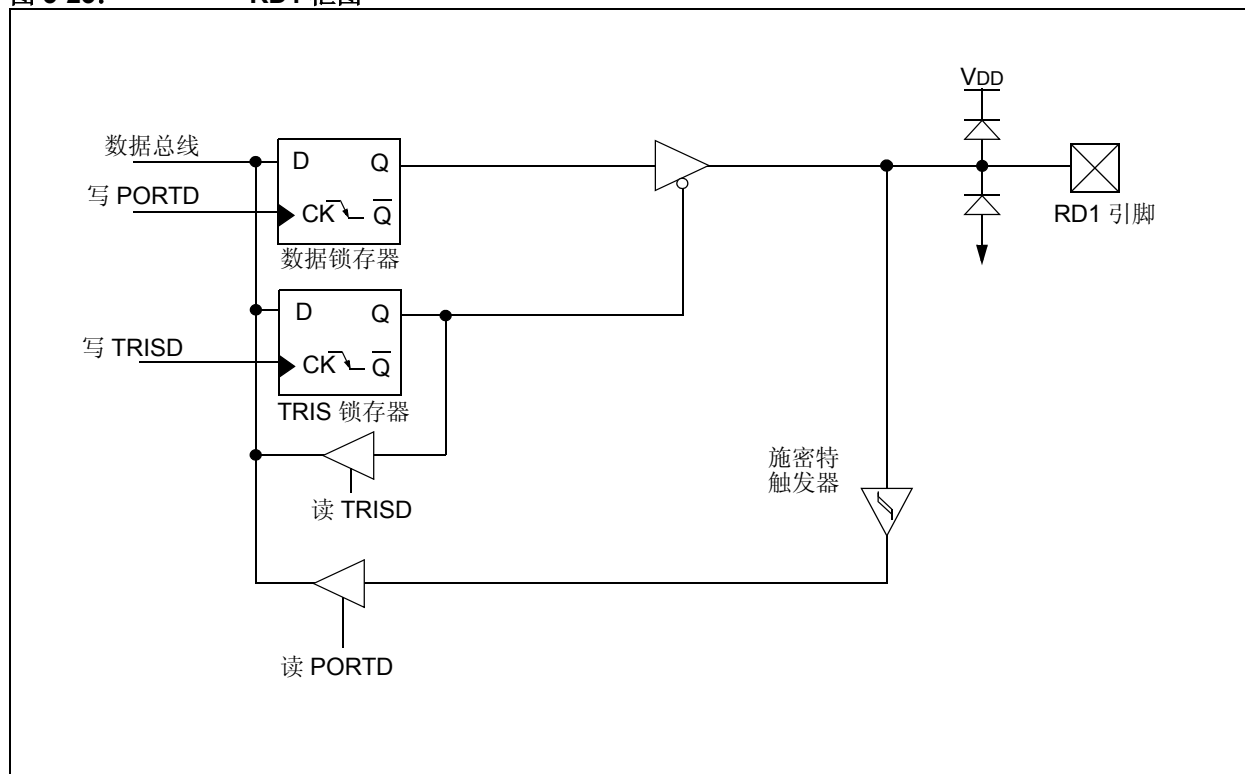 VDD
数据总线
D Q
写 PORTD
CK Q
RD1 引脚
数据锁存器
D Q
写 TRISD
CK Q
TRIS 锁存器
施密特
触发器
读 TRISD
读 PORTD